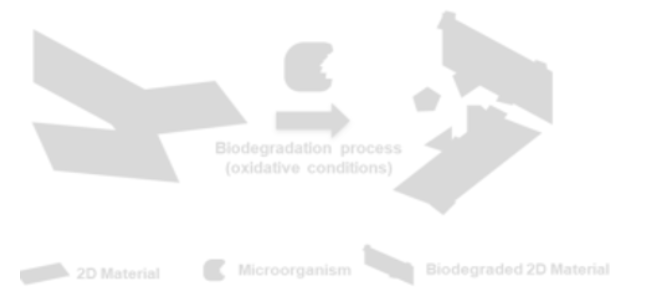 Biodegradation process
(oxidative conditions)
2D Material
Microorganism
Biodegraded 2D Material